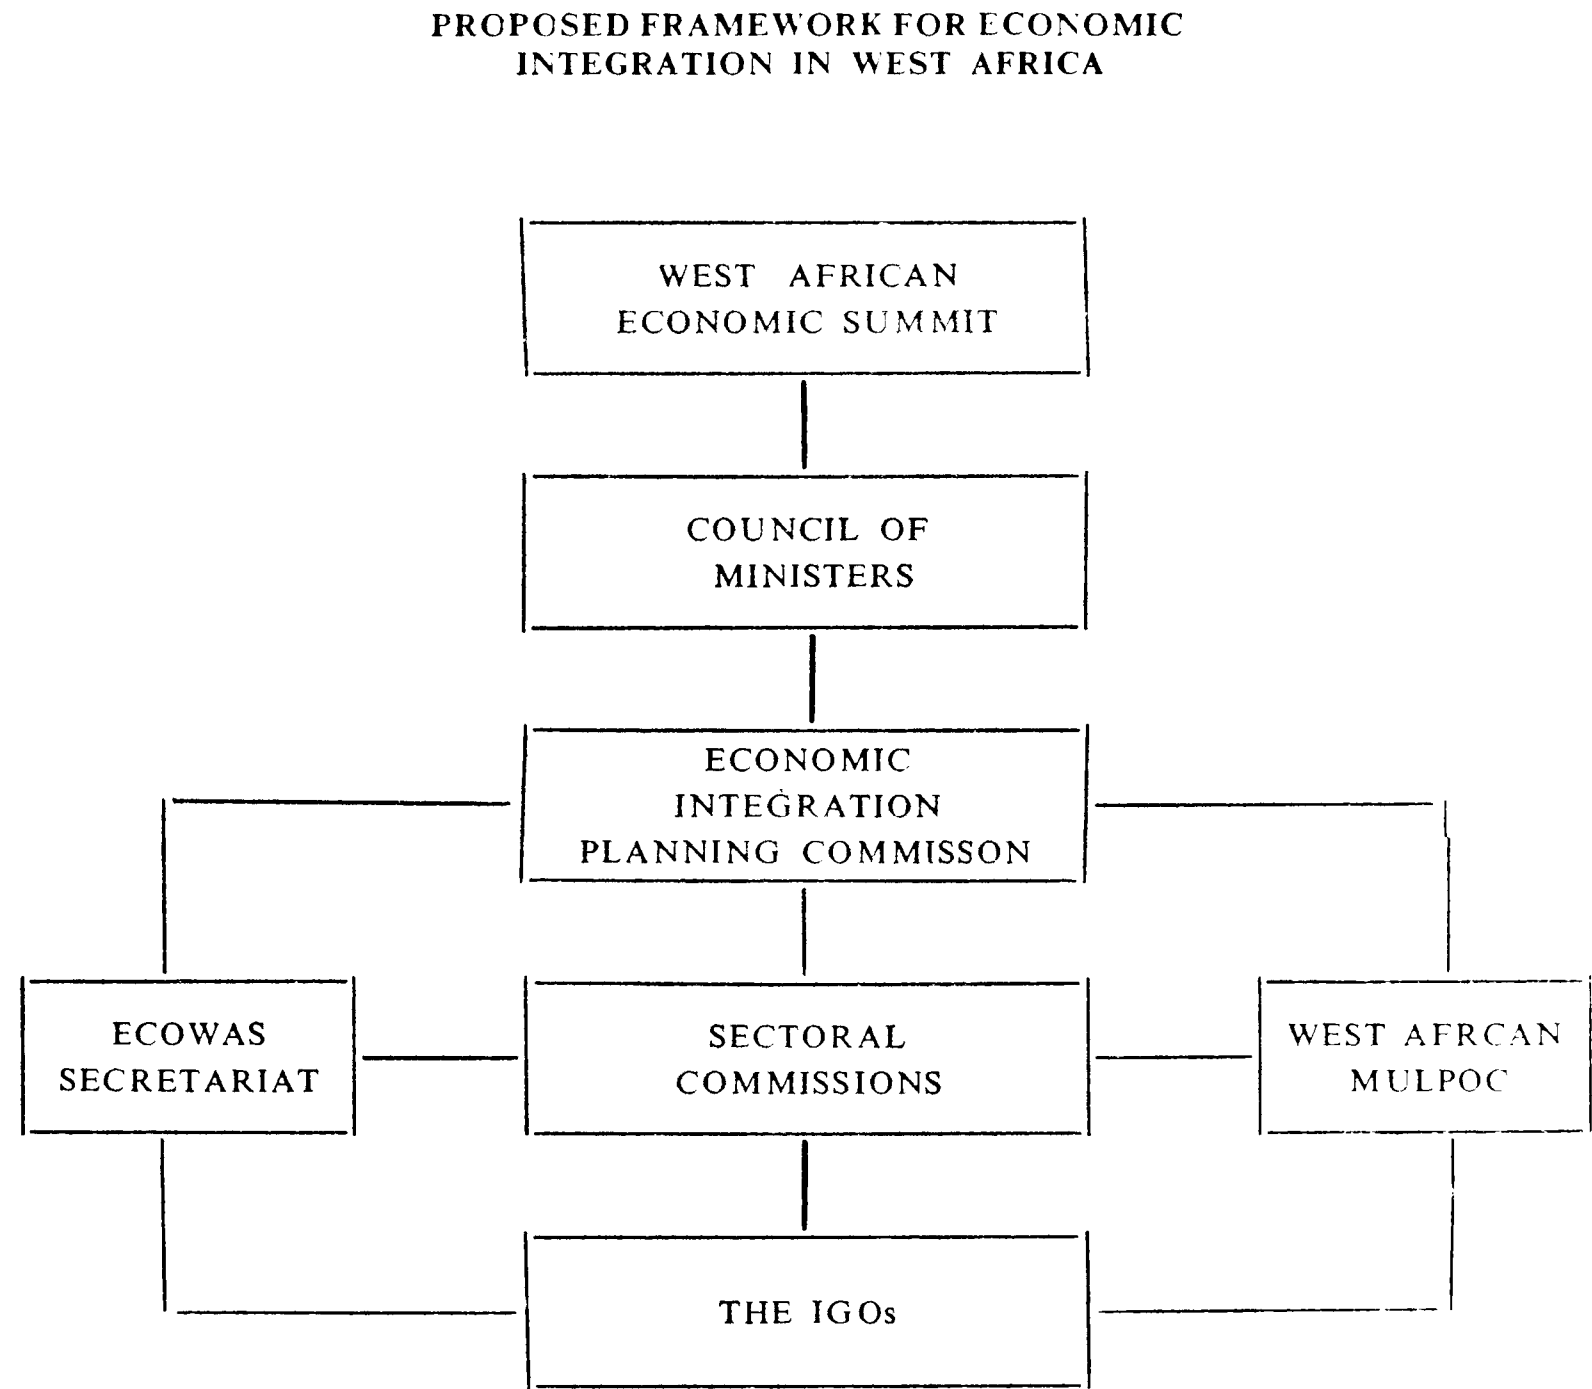 PROPOSED FRAMEWORK FOR ECONOMIC
INTEGRATION IN WEST AFRICA
WEST AFRICAN
ECONOMIC SUMMIT
COUNCIL OF
MINISTERS
ECONOMIC
INTEGRATION
PLANNING COMMISSON
ECOWAS
SECRETARIAT
SECTORAL
COMMISSIONS
WEST AFRCAN
MULPOC
THE IGOs